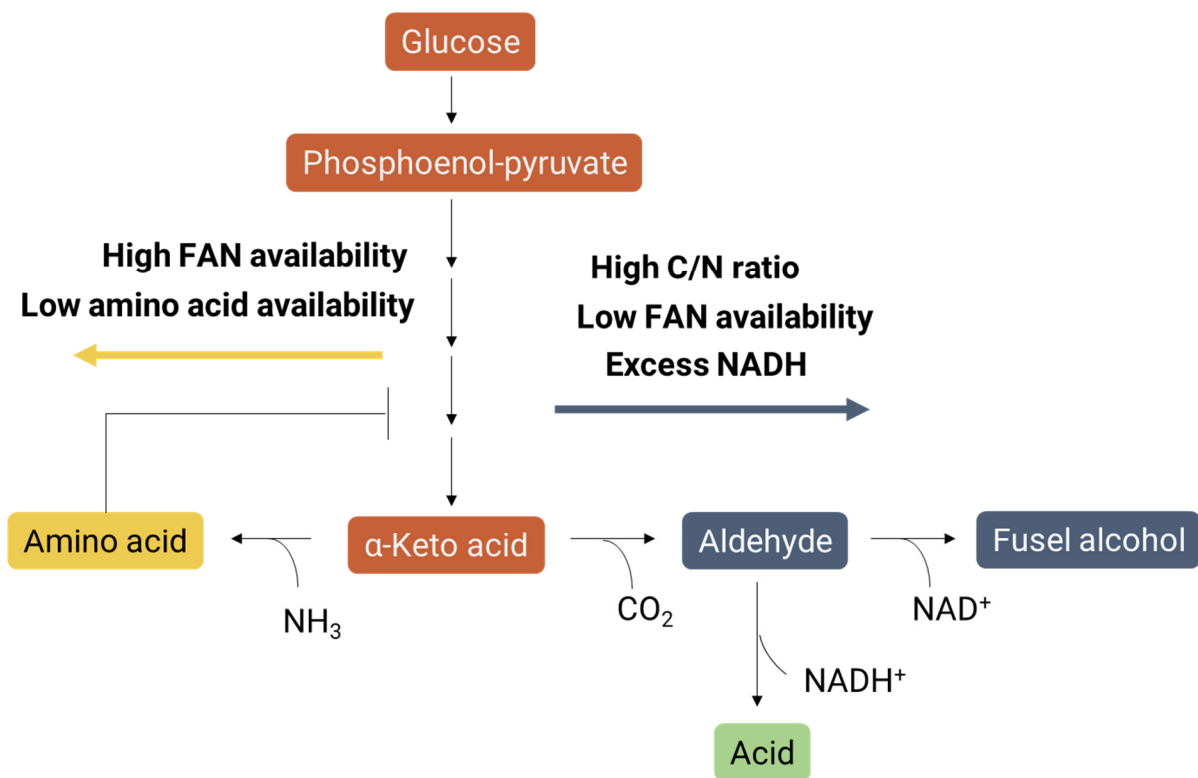 Glucose
Phosphoenol-pyruvate
High FAN availability
Low amino acid availability
High C/N ratio
Low FAN availability
Excess NADH
Amino acid
α-Keto acid
Aldehyde
Fusel alcohol
NH₃
CO₂
NAD⁺
NADH⁺
Acid